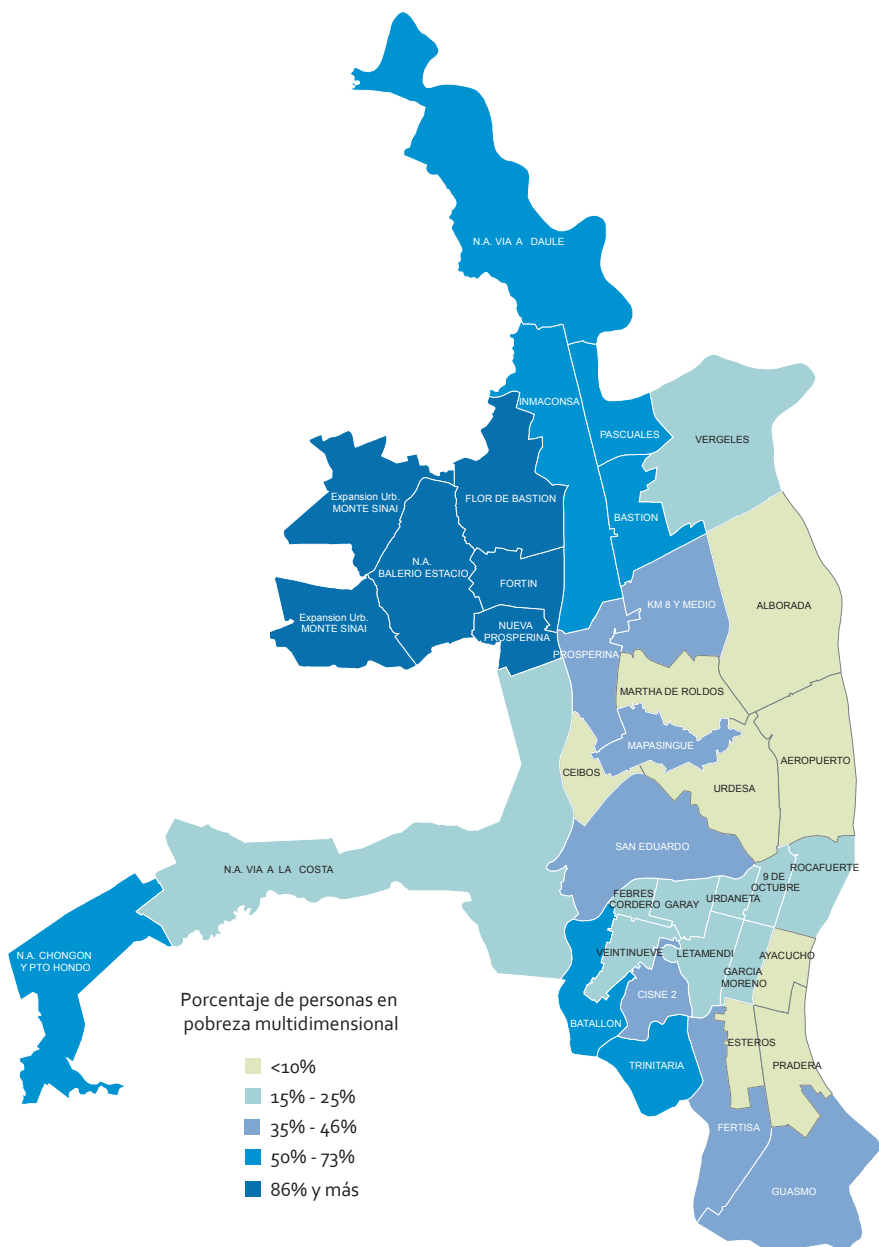 N.A. VIA A DAULE
INMACONSA
PASCUALES
VERGELES
Expansion Urb.
MONTE SINAI
FLOR DE BASTION
BASTION
N.A.
BALERIO ESTACIO
FORTIN
KM 8 Y MEDIO
ALBORADA
Expansion Urb.
MONTE SINAI
NUEVA
PROSPERINA
PROSPERINA
MARTHA DE ROLDOS
MAPASINGUE
AEROPUERTO
CEIBOS
URDESA
SAN EDUARDO
N.A. VIA A LA COSTA
ROCAFUERTE
9 DE
OCTUBRE
FEBRES
CORDERO
GARAY
URDANETA
N.A. CHONGON
Y PTO HONDO
VEINTINUEVE
LETAMENDI
AYACUCHO
GARCIA
MORENO
CISNE 2
BATALLON
ESTEROS
TRINITARIA
PRADERA
FERTISA
GUASMO
Porcentaje de personas en
pobreza multidimensional
<10%
15% - 25%
35% - 46%
50% - 73%
86% y más